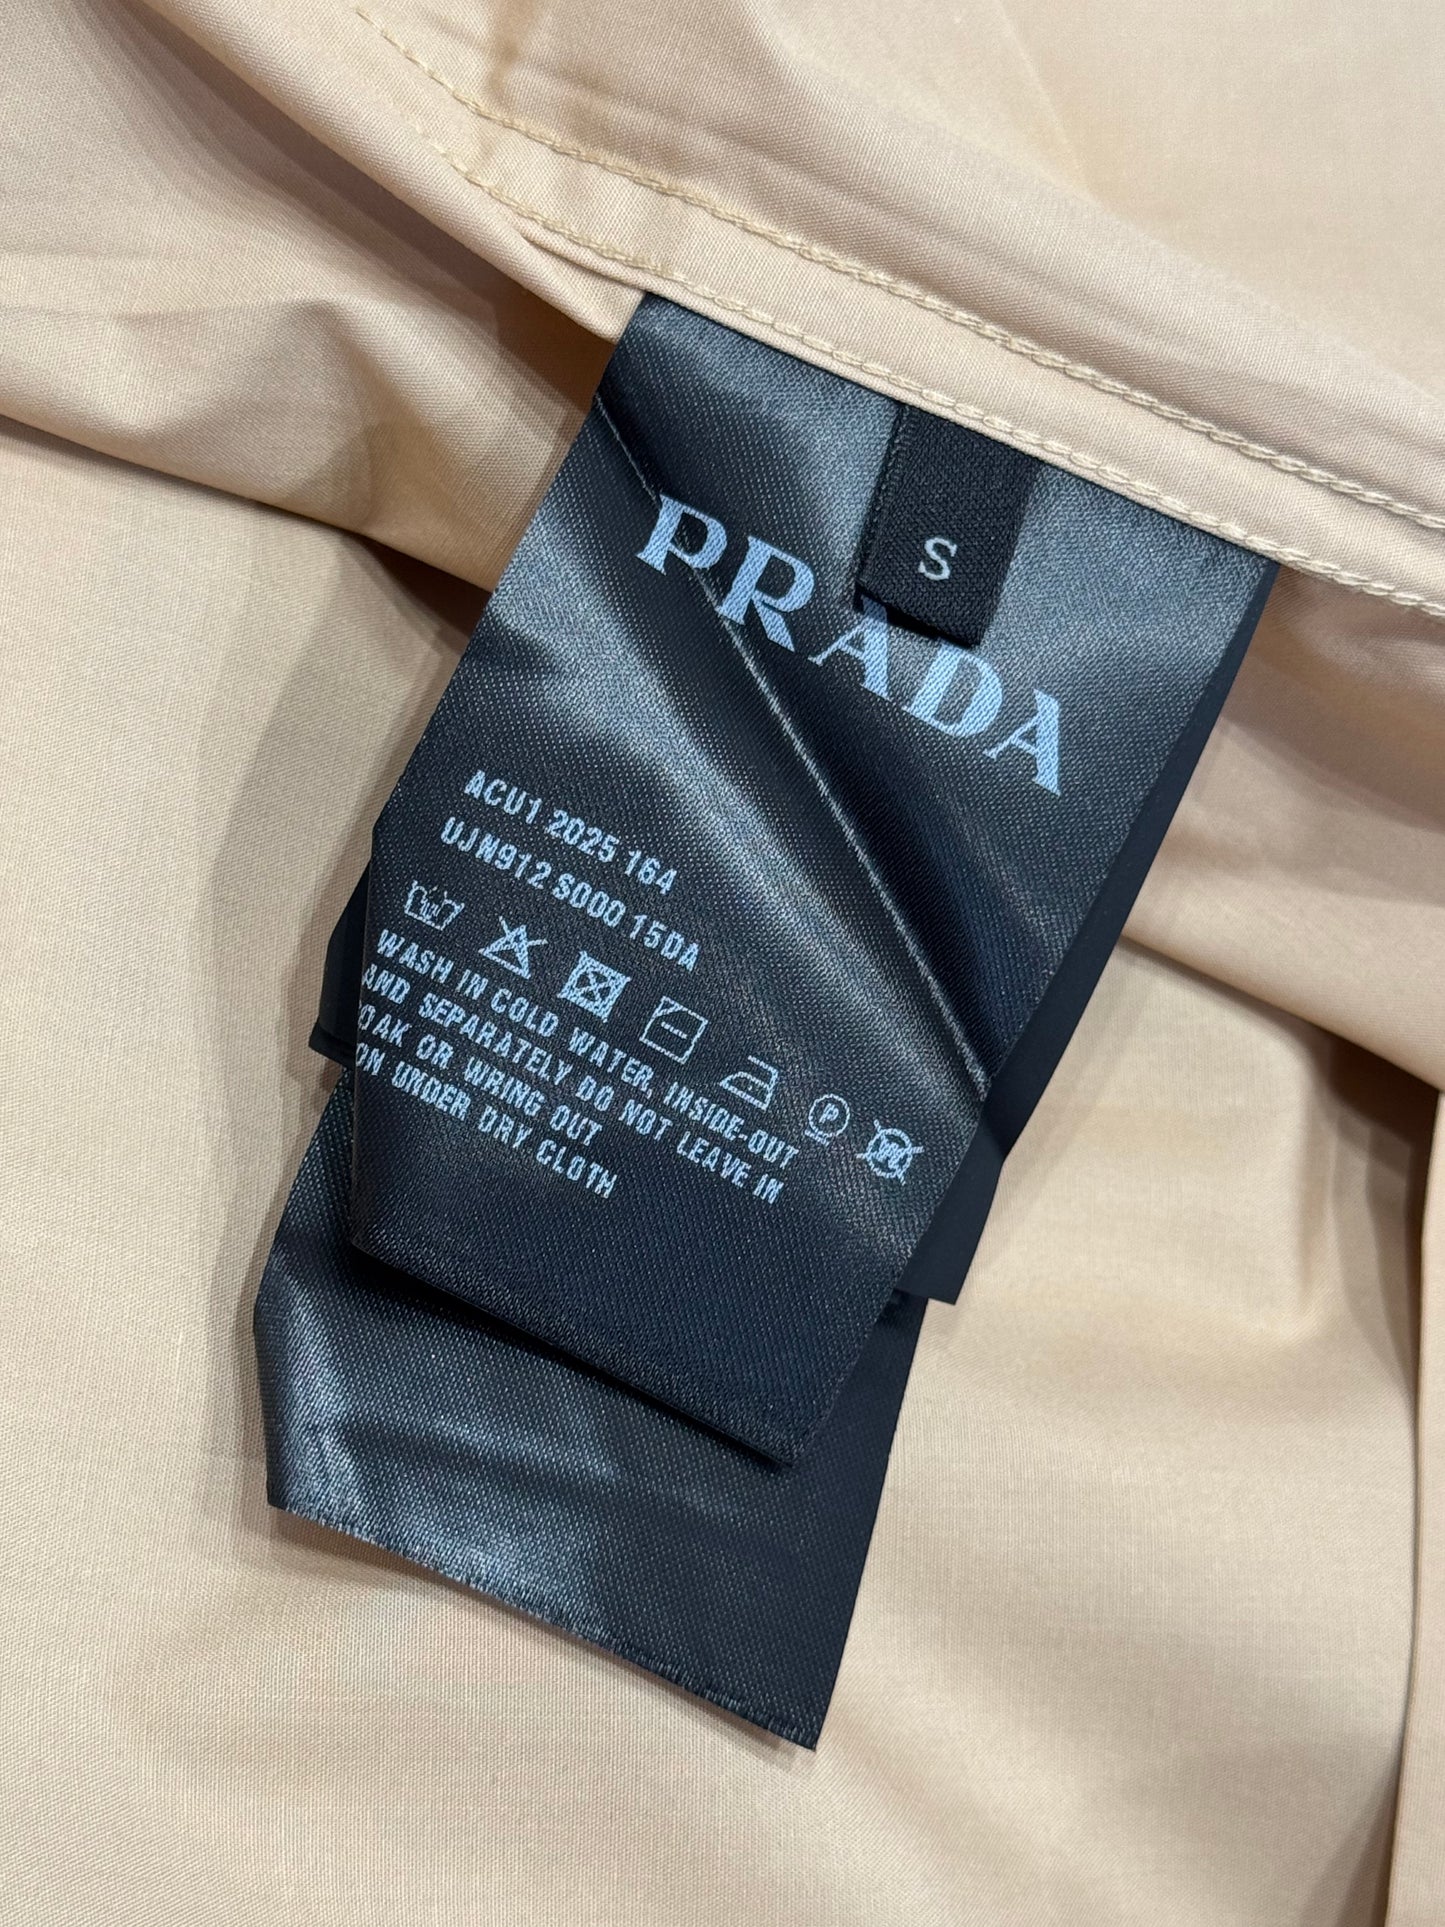 S
PRADA
ACU1 2025 164
UJN912 S000 15DA
P
WASH IN COLD WATER, INSIDE-OUT
AND SEPARATELY DO NOT LEAVE IN
OAK OR WRING OUT
ON UNDER DRY CLOTH